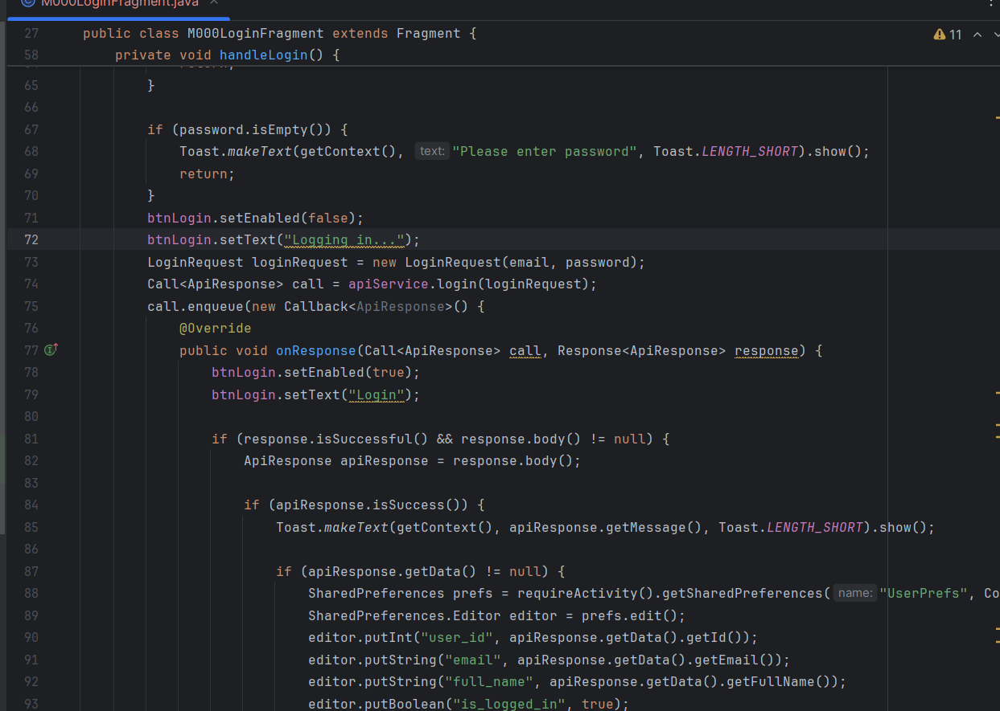 M000LoginFragment.java
27 public class M000LoginFragment extends Fragment {
11
58 private void handleLogin() {
65 }
66
67 if (password.isEmpty()) {
68 Toast.makeText(getContext(), text: "Please enter password", Toast.LENGTH_SHORT).show();
69 return;
70 }
71 btnLogin.setEnabled(false);
72 btnLogin.setText("Logging in...");
73 LoginRequest loginRequest = new LoginRequest(email, password);
74 Call<ApiResponse> call = apiService.login(loginRequest);
75 call.enqueue(new Callback<ApiResponse>() {
76 @Override
77 public void onResponse(Call<ApiResponse> call, Response<ApiResponse> response) {
78 btnLogin.setEnabled(true);
79 btnLogin.setText("Login");
80
81 if (response.isSuccessful() && response.body() != null) {
82 ApiResponse apiResponse = response.body();
83
84 if (apiResponse.isSuccess()) {
85 Toast.makeText(getContext(), apiResponse.getMessage(), Toast.LENGTH_SHORT).show();
86
87 if (apiResponse.getData() != null) {
88 SharedPreferences prefs = requireActivity().getSharedPreferences( name: "UserPrefs", Co
89 SharedPreferences.Editor editor = prefs.edit();
90 editor.putInt("user_id", apiResponse.getData().getId());
91 editor.putString("email", apiResponse.getData().getEmail());
92 editor.putString("full_name", apiResponse.getData().getFullName());
93 editor.putBoolean("is_logged_in", true);